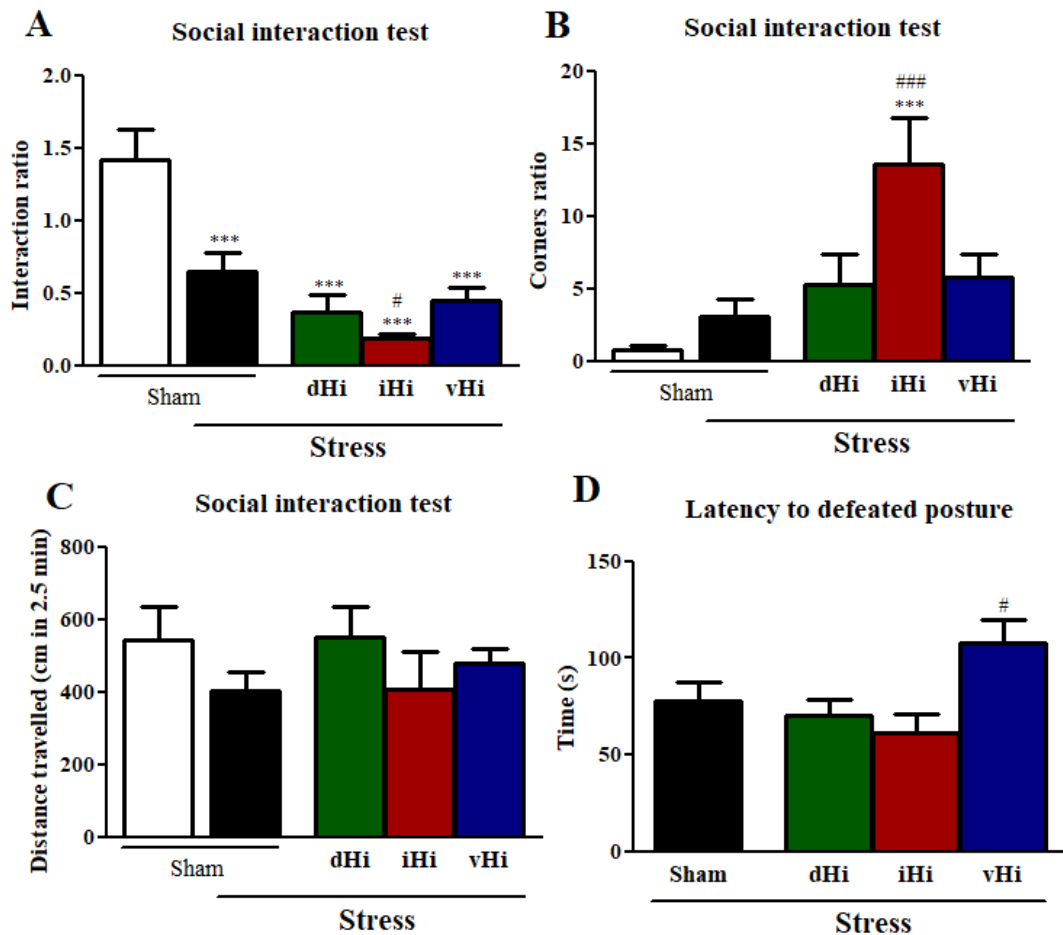 A
Social interaction test
Interaction ratio
2.0
1.5
1.0
0.5
0.0
***
***
#
***
***
Sham
dHi
iHi
vHi
Stress
B
Social interaction test
Corners ratio
20
15
10
5
0
###
***
Sham
dHi
iHi
vHi
Stress
C
Social interaction test
Distance travelled (cm in 2.5 min)
800
600
400
200
0
Sham
dHi
iHi
vHi
Stress
D
Latency to defeated posture
Time (s)
150
100
50
0
#
Sham
dHi
iHi
vHi
Stress